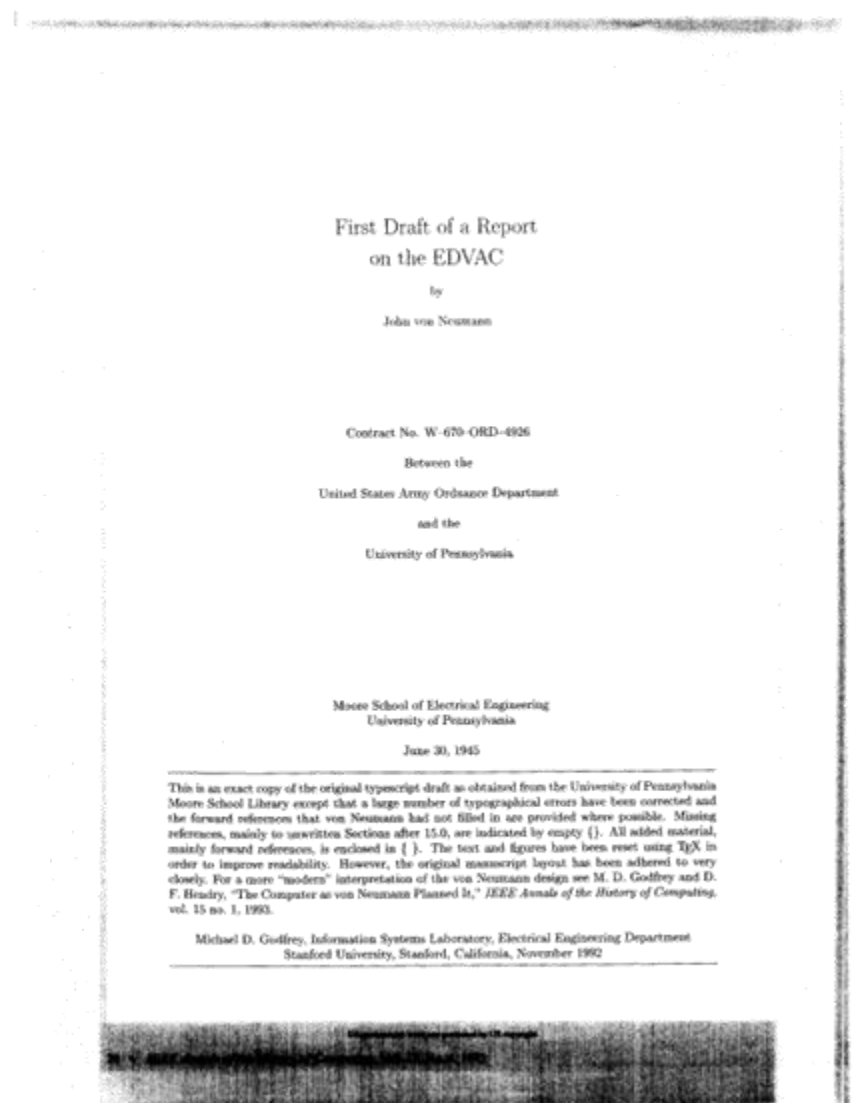 First Draft of a Report
on the EDVAC
by
John von Neumann
Contract No. W–670–ORD–4926
Between the
United States Army Ordnance Department
and the
University of Pennsylvania
Moore School of Electrical Engineering
University of Pennsylvania
June 30, 1945
This is an exact copy of the original typescript draft as obtained from the University of Pennsylvania
Moore School Library except that a large number of typographical errors have been corrected and
the forward references that von Neumann had not filled in are provided where possible. Missing
references, mainly to unwritten Sections after 15.0, are indicated by empty {}. All added material,
mainly forward references, is enclosed in { }. The text and figures have been reset using TEX in
order to improve readability. However, the original manuscript layout has been adhered to very
closely. For a more “modern” interpretation of the von Neumann design see M. D. Godfrey and D.
F. Hendry, “The Computer as von Neumann Planned It,” IEEE Annals of the History of Computing,
vol. 15 no. 1, 1993.
Michael D. Godfrey, Information Systems Laboratory, Electrical Engineering Department
Stanford University, Stanford, California, November 1992